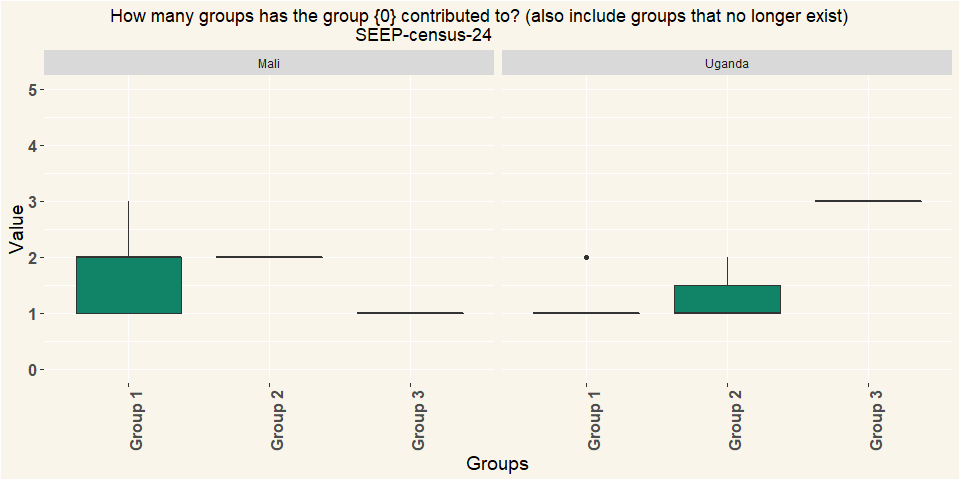 How many groups has the group {0} contributed to? (also include groups that no longer exist)
SEEP-census-24
Mali
Uganda
Value
5
4
3
2
1
0
Group 1
Group 2
Group 3
Group 1
Group 2
Group 3
Groups